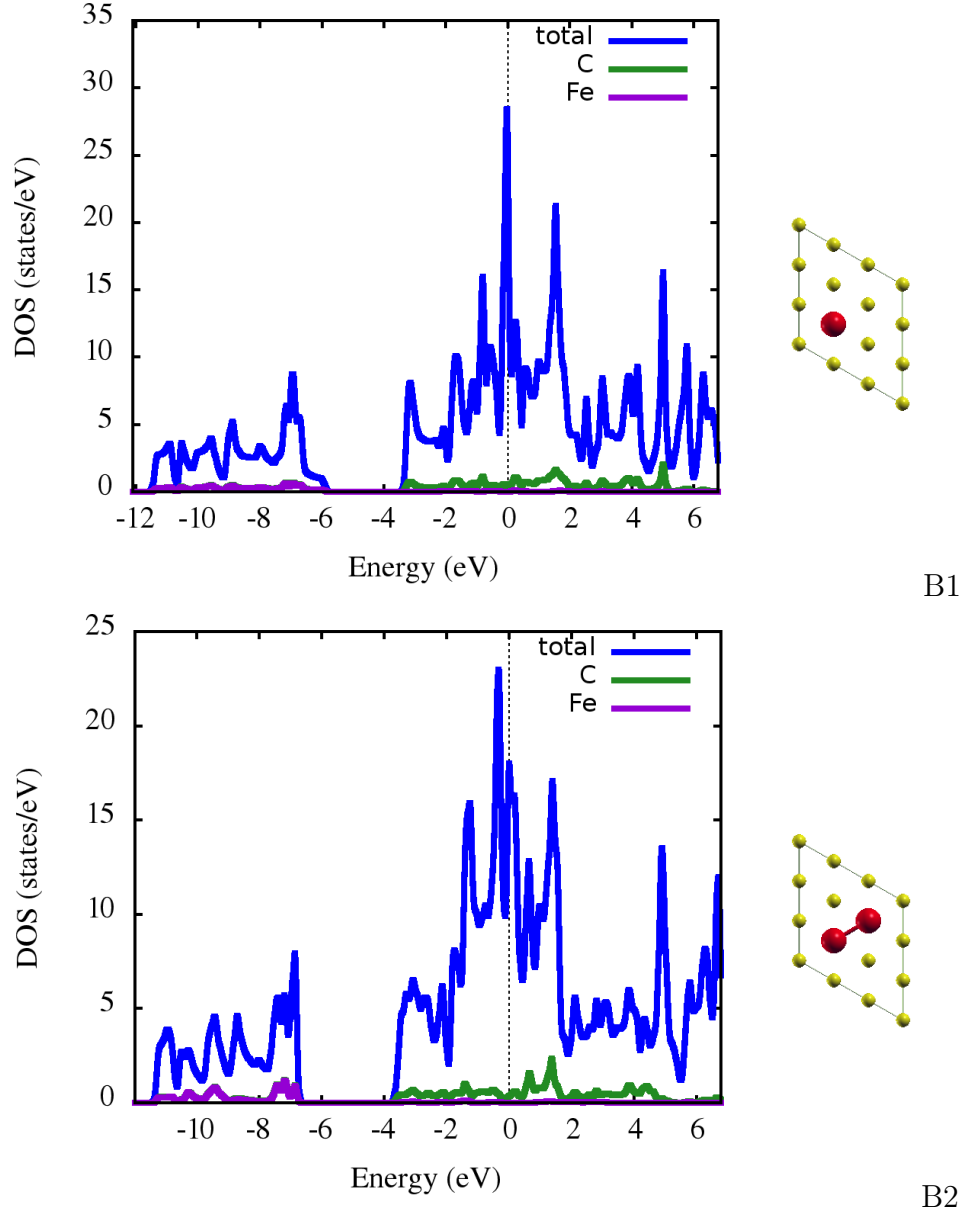 35
30
25
20
15
10
5
0
DOS (states/eV)
total
C
Fe
-12 -10 -8 -6 -4 -2 0 2 4 6
Energy (eV)
B1
25
20
15
10
5
0
DOS (states/eV)
total
C
Fe
-10 -8 -6 -4 -2 0 2 4 6
Energy (eV)
B2